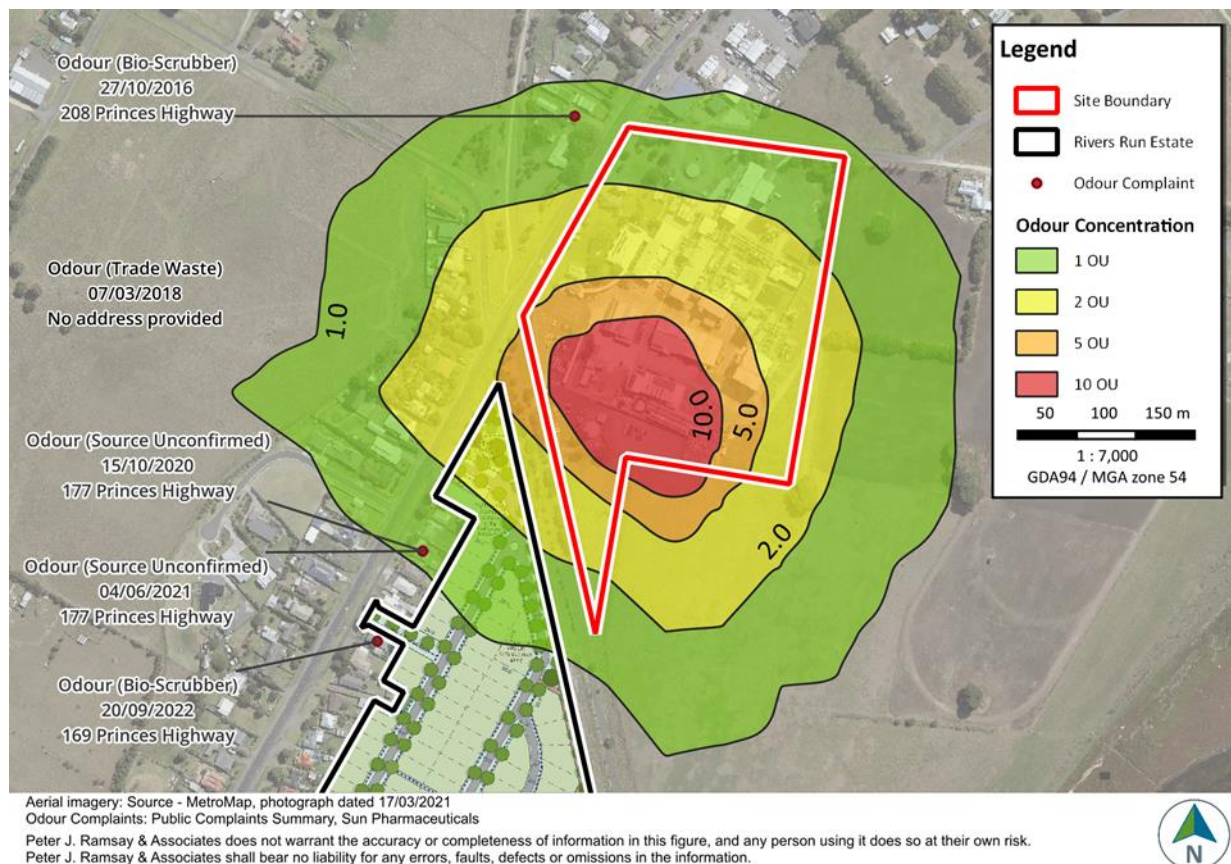 Odour (Bio-Scrubber)
27/10/2016
208 Princes Highway
Odour (Trade Waste)
07/03/2018
No address provided
Odour (Source Unconfirmed)
15/10/2020
177 Princes Highway
Odour (Source Unconfirmed)
04/06/2021
177 Princes Highway
Odour (Bio-Scrubber)
20/09/2022
169 Princes Highway
1.0
10.0
5.0
2.0
Legend
Site Boundary
Rivers Run Estate
Odour Complaint
Odour Concentration
1 OU
2 OU
5 OU
10 OU
50 100 150 m
1 : 7,000
GDA94 / MGA zone 54
Aerial imagery: Source - MetroMap, photograph dated 17/03/2021
Odour Complaints: Public Complaints Summary, Sun Pharmaceuticals
Peter J. Ramsay & Associates does not warrant the accuracy or completeness of information in this figure, and any person using it does so at their own risk.
Peter J. Ramsay & Associates shall bear no liability for any errors, faults, defects or omissions in the information.
N